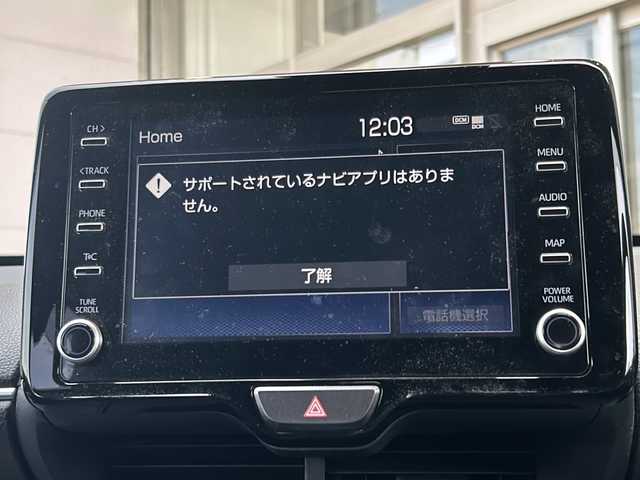 CH >
HOME
Home
12:03
DCM
DCM
< TRACK
MENU
サポートされているナビアプリはありま
せん。
PHONE
AUDIO
T-C
MAP
了解
TUNE
SCROLL
POWER
VOLUME
電話機選択